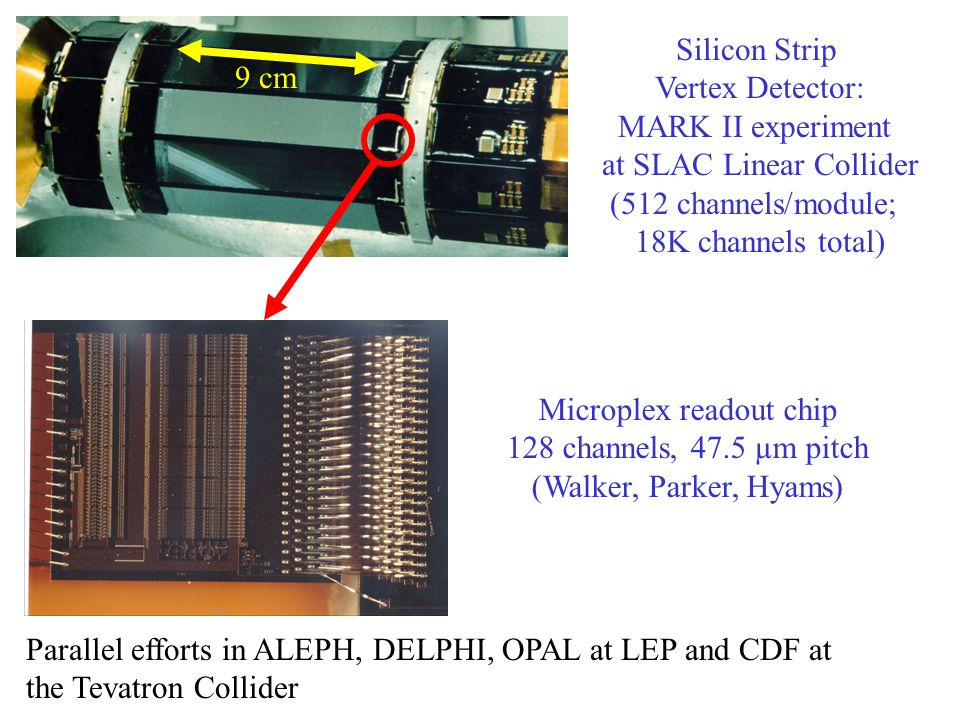 9 cm
Silicon Strip
Vertex Detector:
MARK II experiment
at SLAC Linear Collider
(512 channels/module;
18K channels total)
Microplex readout chip
128 channels, 47.5 µm pitch
(Walker, Parker, Hyams)
Parallel efforts in ALEPH, DELPHI, OPAL at LEP and CDF at
the Tevatron Collider